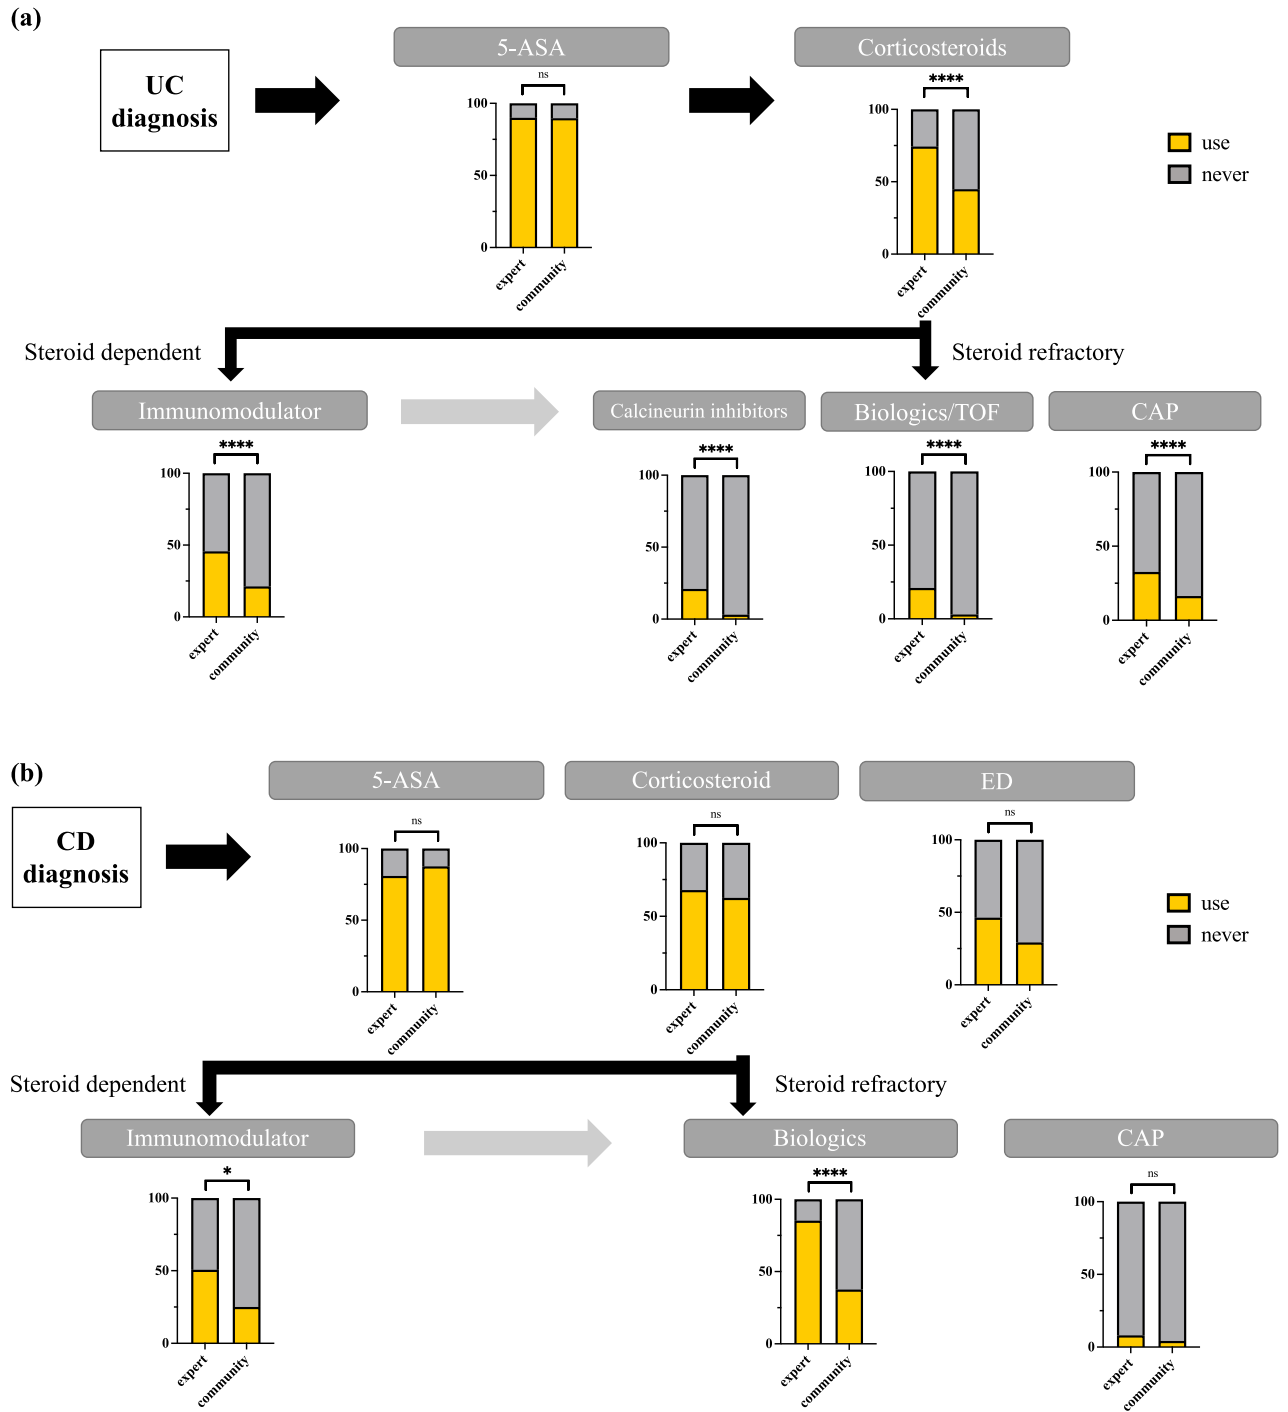 (a)
UC
diagnosis
5-ASA
ns
100
50
0
expert
community
Corticosteroids
****
100
50
0
expert
community
use
never
Steroid dependent
Steroid refractory
Immunomodulator
****
100
50
0
expert
community
Calcineurin inhibitors
****
100
50
0
expert
community
Biologics/TOF
****
100
50
0
expert
community
CAP
****
100
50
0
expert
community
(b)
CD
diagnosis
5-ASA
ns
100
50
0
expert
community
Corticosteroid
ns
100
50
0
expert
community
ED
ns
100
50
0
expert
community
use
never
Steroid dependent
Steroid refractory
Immunomodulator
*
100
50
0
expert
community
Biologics
****
100
50
0
expert
community
CAP
ns
100
50
0
expert
community